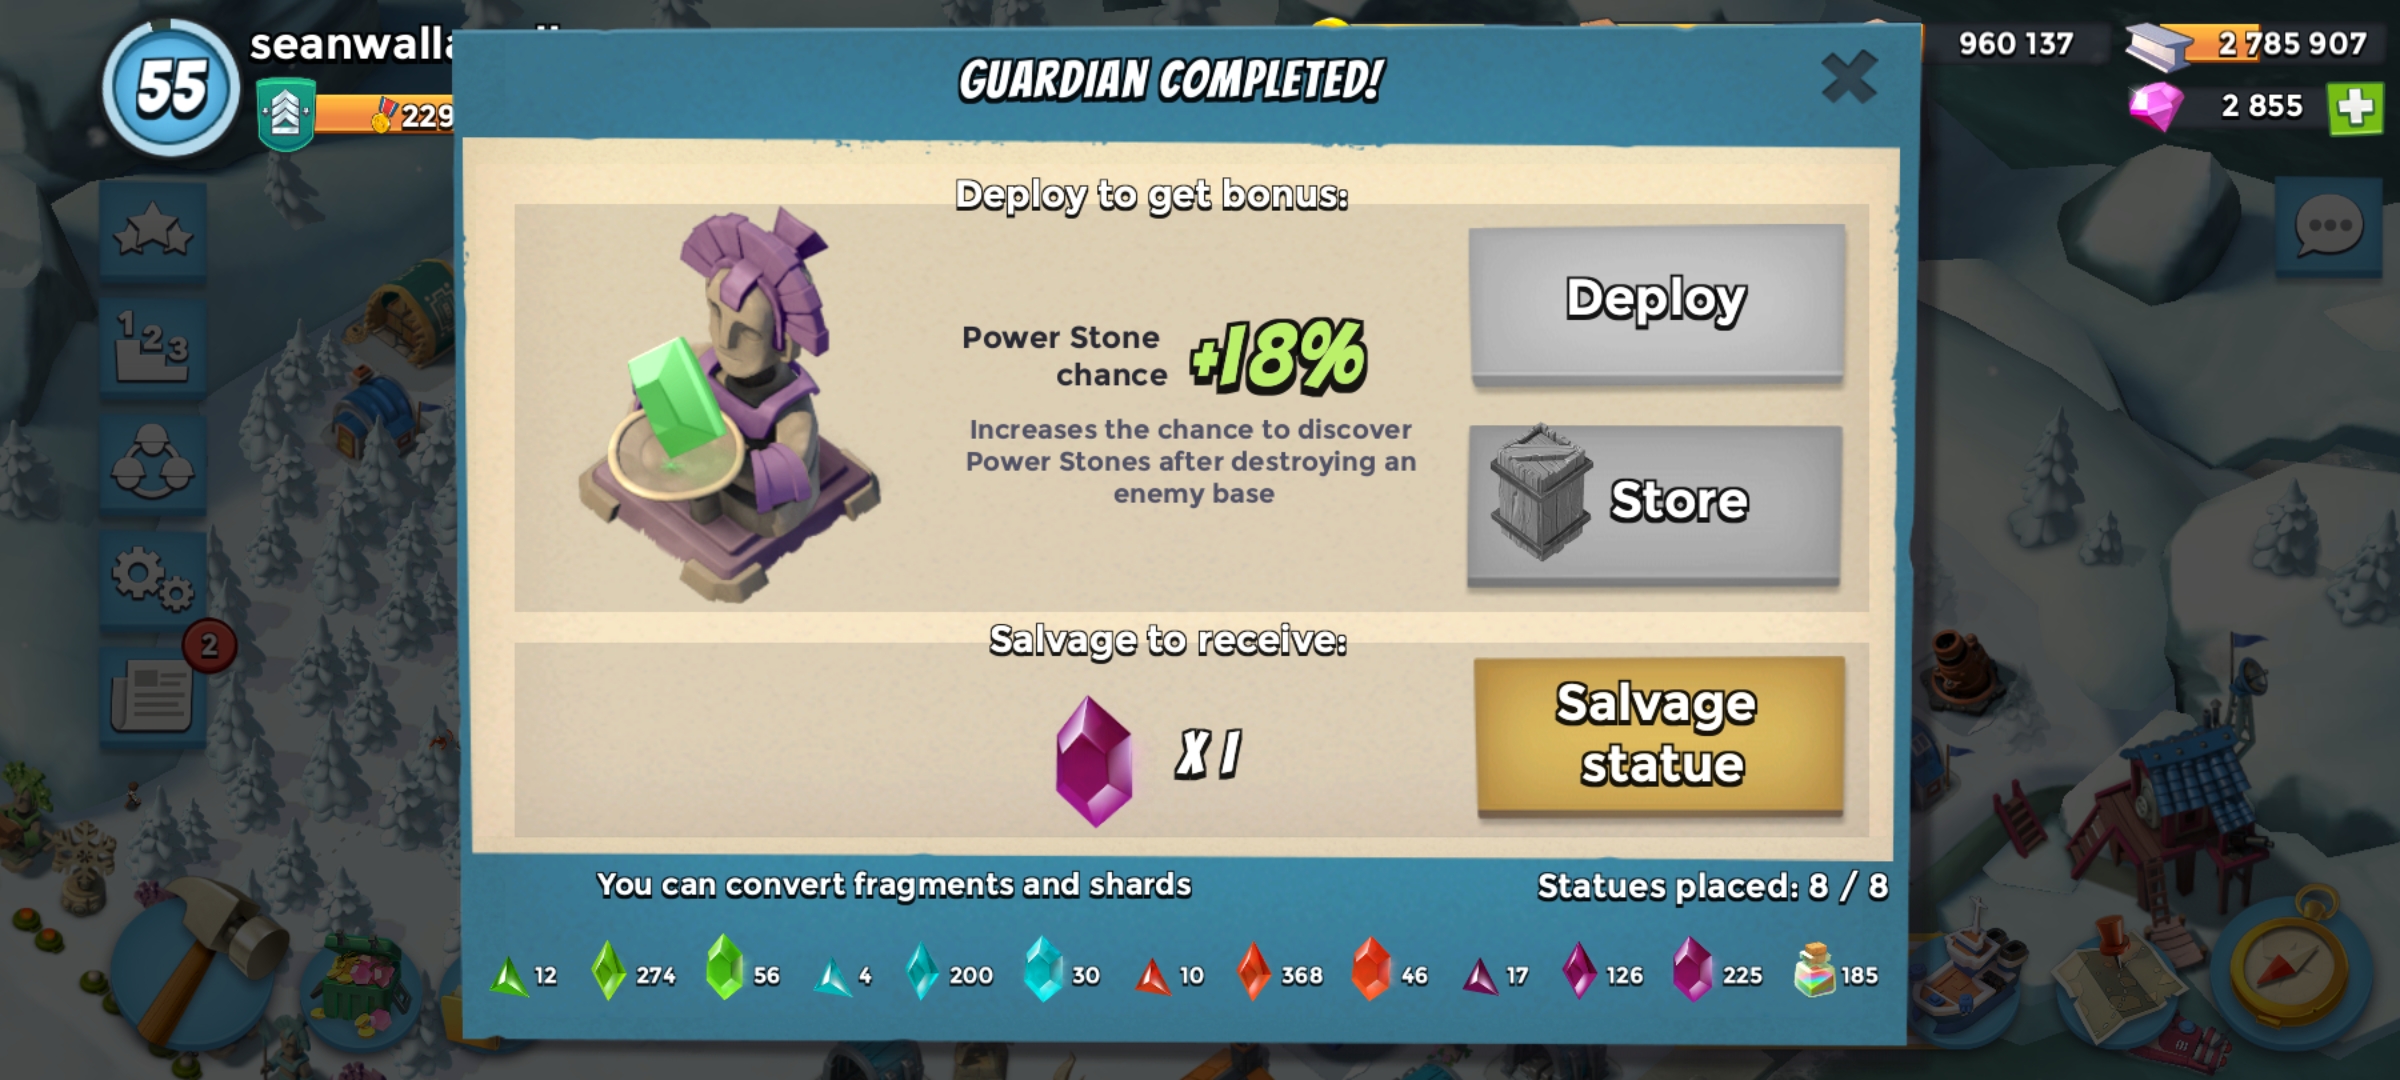 55
229
GUARDIAN COMPLETED!
960 137
2 785 907
2 855
Deploy to get bonus:
Power Stone
chance
+18%
Increases the chance to discover
Power Stones after destroying an
enemy base
Deploy
Store
1 2 3
2
Salvage to receive:
X 1
Salvage
statue
You can convert fragments and shards
Statues placed: 8 / 8
12 274 56 4 200 30 10 368 46 17 126 225 185